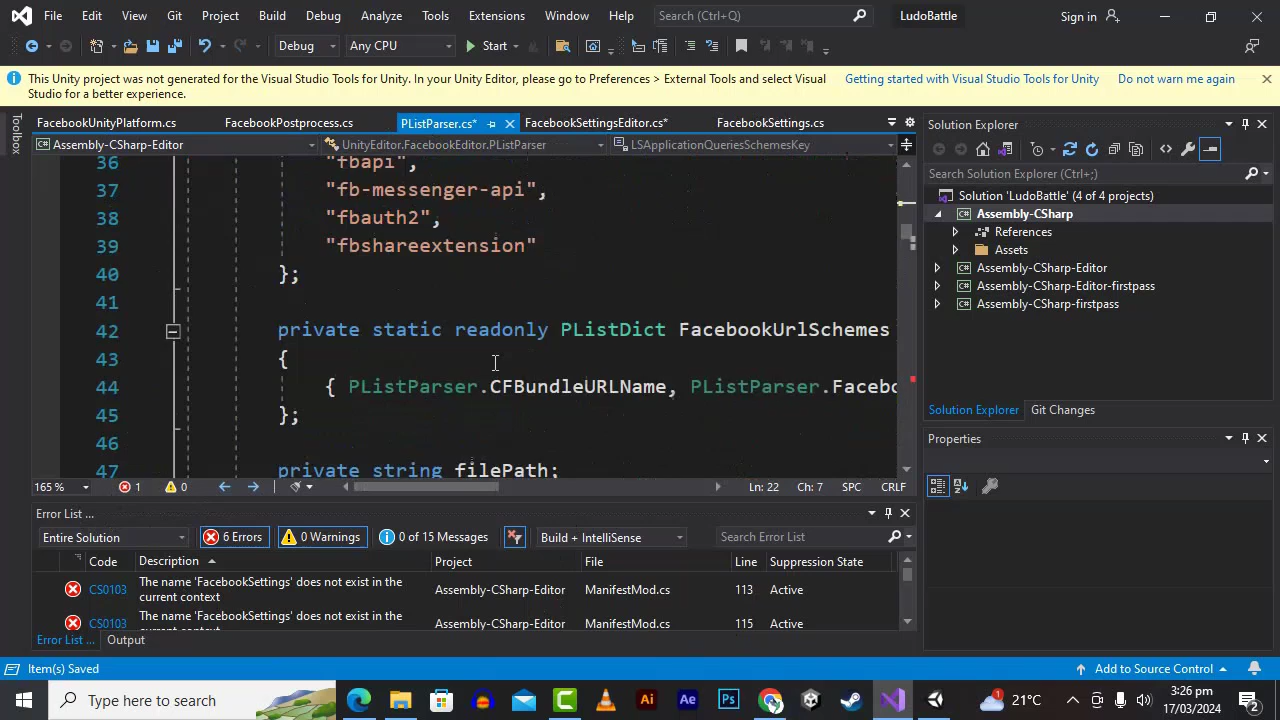 File Edit View Git Project Build Debug Analyze Tools Extensions Window Help Search (Ctrl+Q) LudoBattle Sign in
Debug Any CPU Start
This Unity project was not generated for the Visual Studio Tools for Unity. In your Unity Editor, please go to Preferences > External Tools and select Visual Getting started with Visual Studio Tools for Unity Do not warn me again
Studio for a better experience.
Toolbox
FacebookUnityPlatform.cs FacebookPostprocess.cs PListParser.cs* FacebookSettingsEditor.cs* FacebookSettings.cs
Assembly-CSharp-Editor UnityEditor.FacebookEditor.PListParser LSApplicationQueriesSchemesKey
36 "fbapi",
37 "fb-messenger-api",
38 "fbauth2",
39 "fbshareextension"
40 };
41
42 private static readonly PListDict FacebookUrlSchemes
43 {
44 { PListParser.CFBundleURLName, PListParser.Facebo
45 };
46
47 private string filePath;
165 % 1 0 Ln: 22 Ch: 7 SPC CRLF
Error List ...
Entire Solution 6 Errors 0 Warnings 0 of 15 Messages Build + IntelliSense Search Error List
Code Description Project File Line Suppression State
CS0103 The name 'FacebookSettings' does not exist in the current context Assembly-CSharp-Editor ManifestMod.cs 113 Active
CS0103 The name 'FacebookSettings' does not exist in the current context Assembly-CSharp-Editor ManifestMod.cs 115 Active
Error List ... Output
Solution Explorer
Search Solution Explorer (Ctrl+;)
Solution 'LudoBattle' (4 of 4 projects)
Assembly-CSharp
References
Assets
Assembly-CSharp-Editor
Assembly-CSharp-Editor-firstpass
Assembly-CSharp-firstpass
Solution Explorer Git Changes
Properties
Item(s) Saved Add to Source Control
Type here to search 1 21°C 3:26 pm
17/03/2024 2